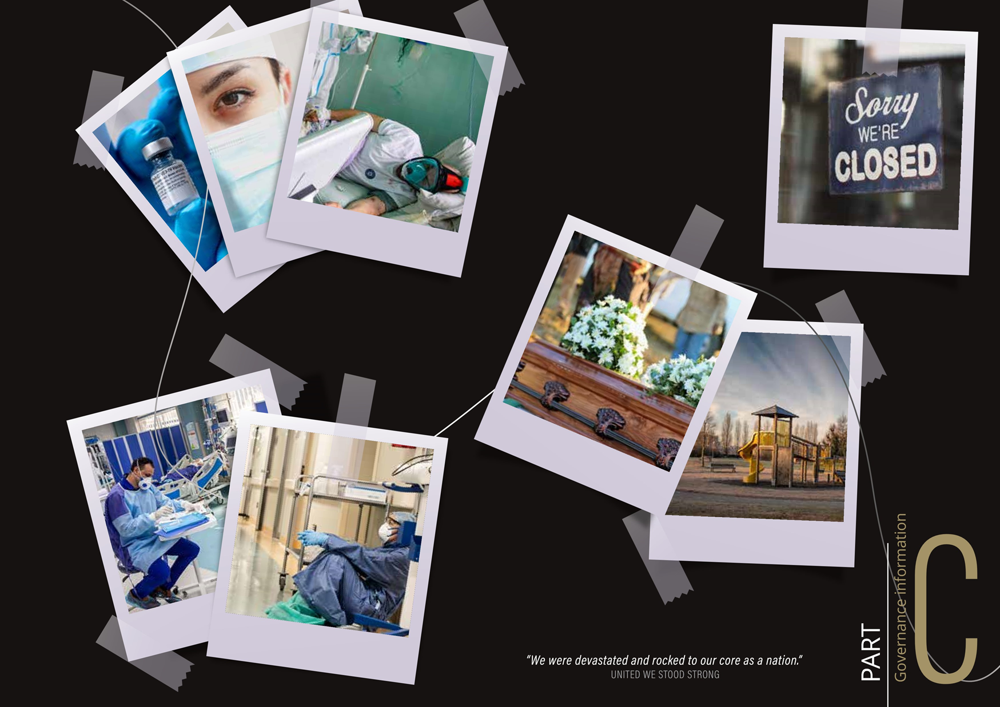 Sorry
WE'RE
CLOSED
"We were devastated and rocked to our core as a nation."
UNITED WE STOOD STRONG
PART
Governance information
C